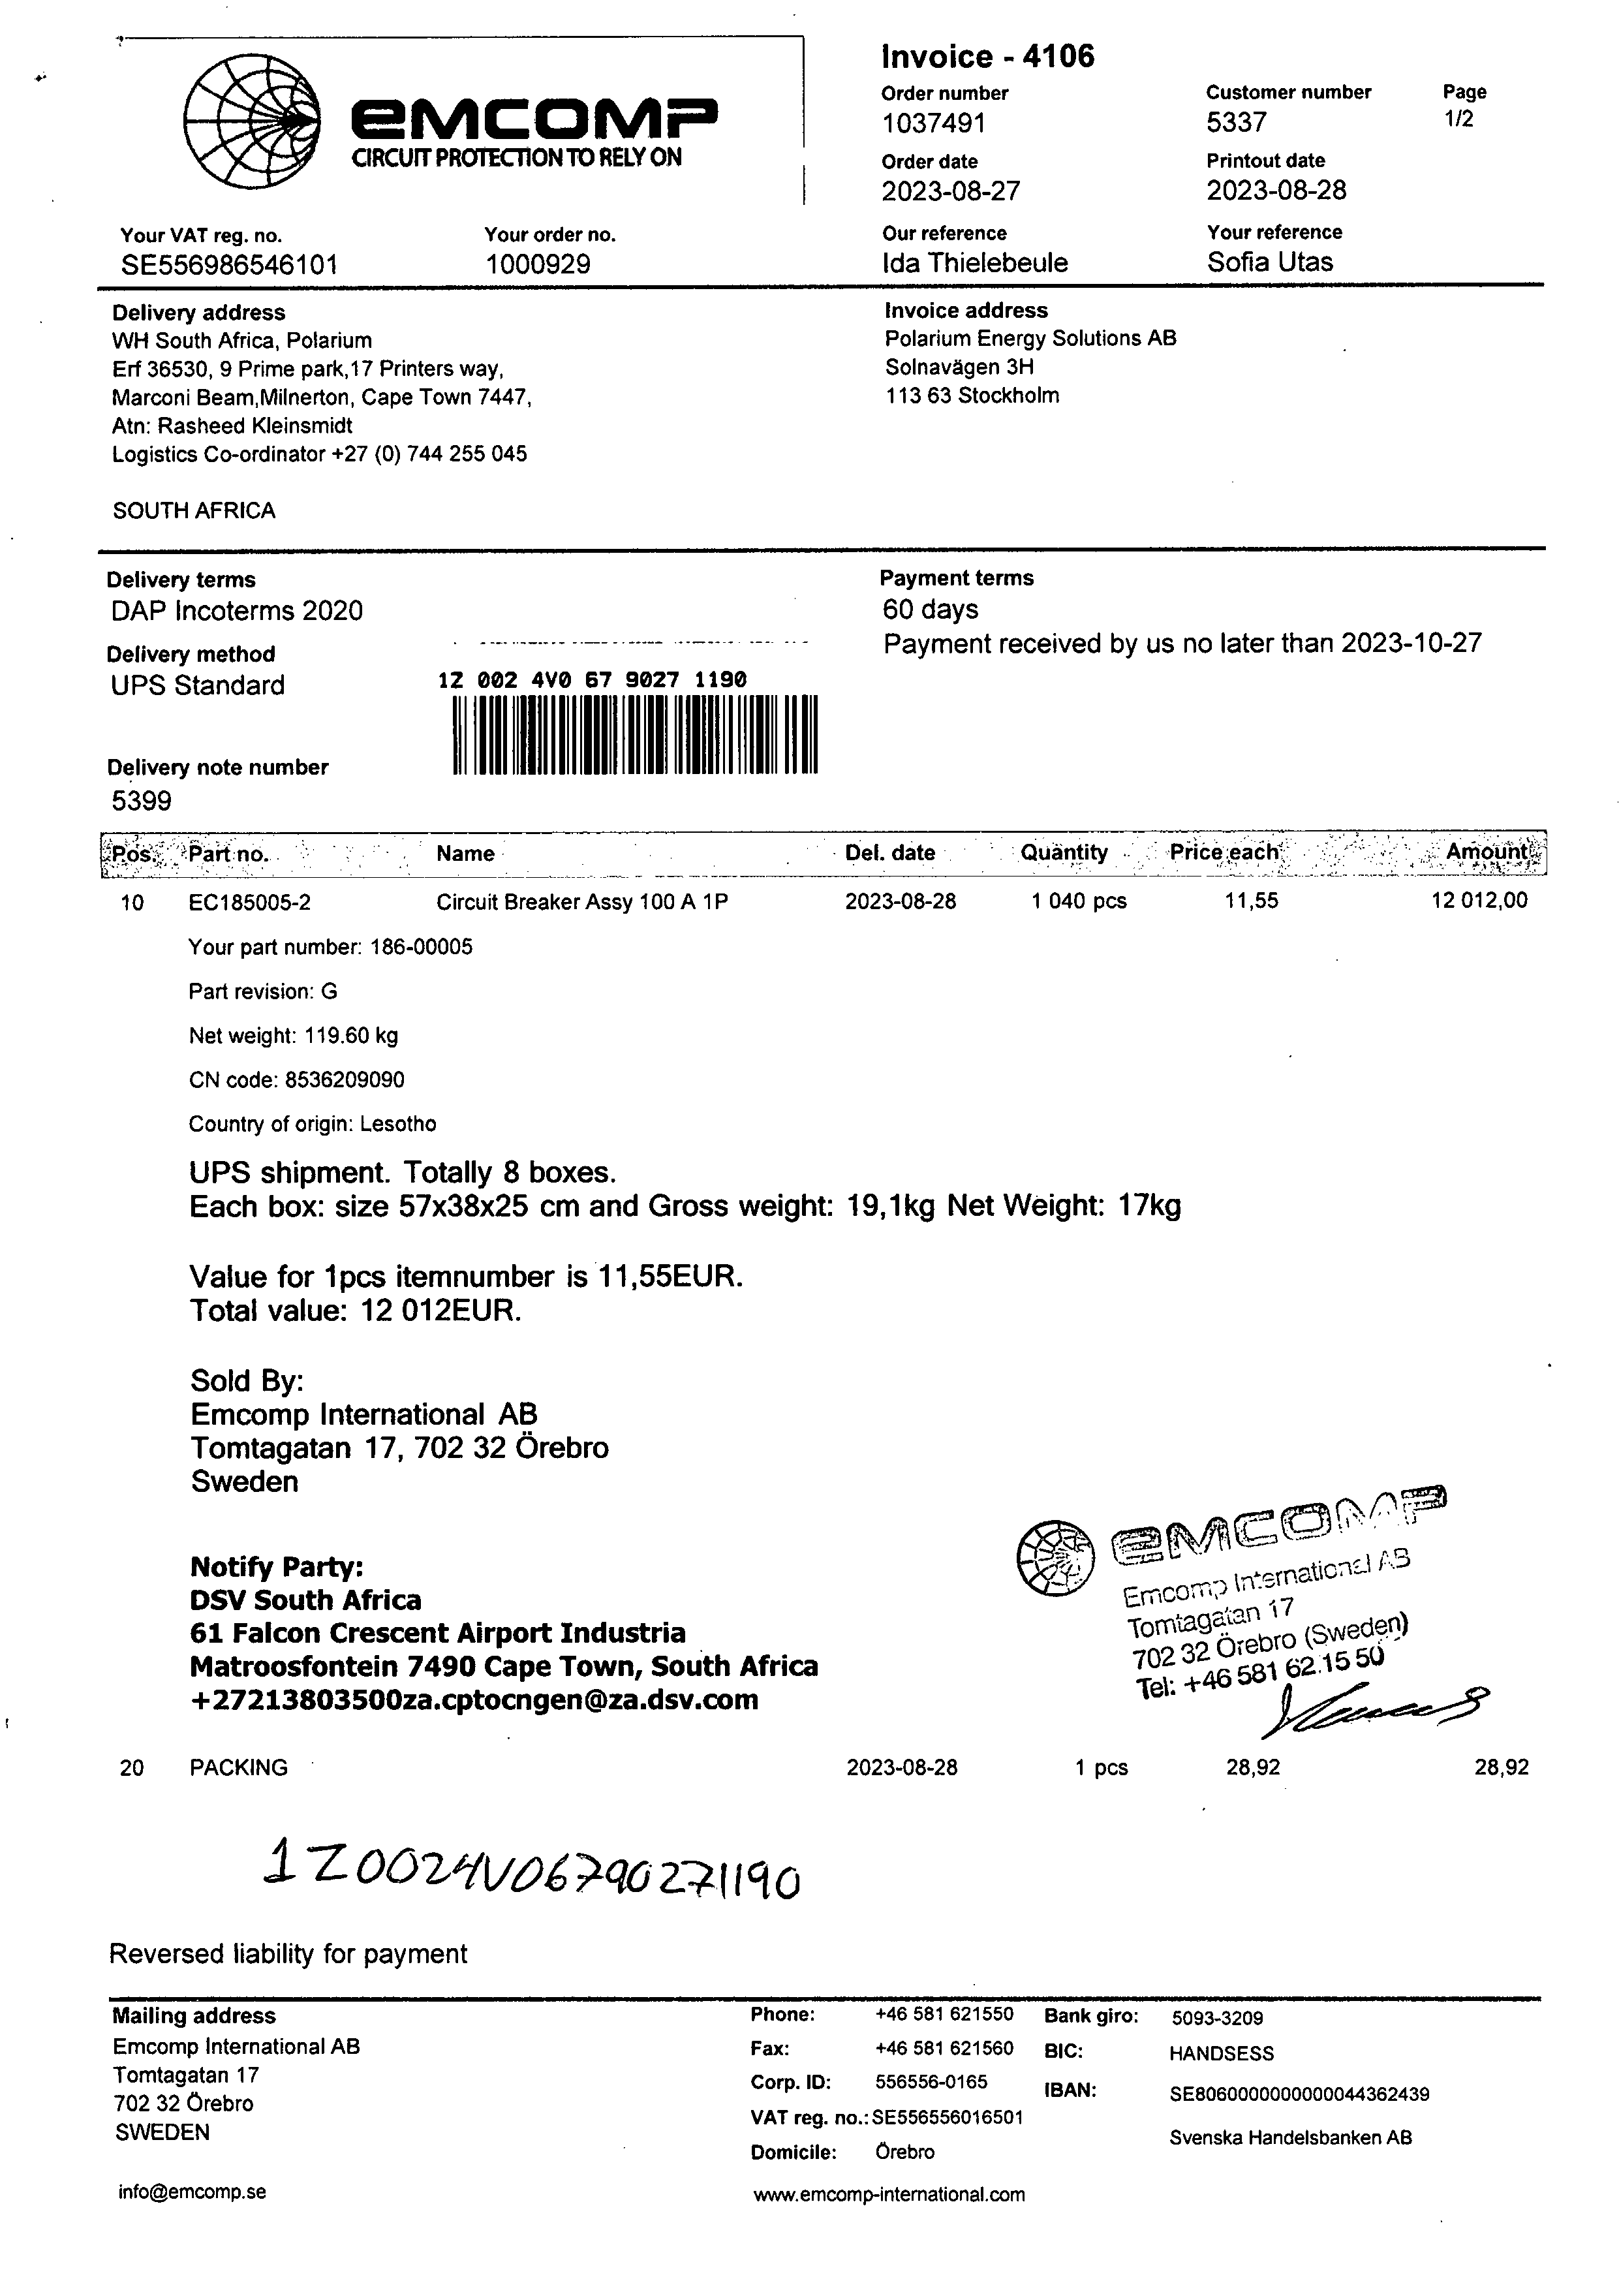 emcomp
CIRCUIT PROTECTION TO RELY ON
Invoice - 4106
Order number Customer number Page
1037491 5337 1/2
Order date Printout date
2023-08-27 2023-08-28
Your VAT reg. no. Your order no. Our reference Your reference
SE556986546101 1000929 Ida Thielebeule Sofia Utas
Delivery address
WH South Africa, Polarium
Erf 36530, 9 Prime park,17 Printers way,
Marconi Beam,Milnerton, Cape Town 7447,
Atn: Rasheed Kleinsmidt
Logistics Co-ordinator +27 (0) 744 255 045
SOUTH AFRICA
Invoice address
Polarium Energy Solutions AB
Solnavägen 3H
113 63 Stockholm
Delivery terms
DAP Incoterms 2020
Delivery method
UPS Standard
1Z 002 4V0 67 9027 1190
Delivery note number
5399
Payment terms
60 days
Payment received by us no later than 2023-10-27
Pos. Part no. Name Del. date Quantity Price each Amount
10 EC185005-2 Circuit Breaker Assy 100 A 1P 2023-08-28 1 040 pcs 11,55 12 012,00
Your part number: 186-00005
Part revision: G
Net weight: 119.60 kg
CN code: 8536209090
Country of origin: Lesotho
UPS shipment. Totally 8 boxes.
Each box: size 57x38x25 cm and Gross weight: 19,1kg Net Weight: 17kg
Value for 1pcs itemnumber is 11,55EUR.
Total value: 12 012EUR.
Sold By:
Emcomp International AB
Tomtagatan 17, 702 32 Örebro
Sweden
Notify Party:
DSV South Africa
61 Falcon Crescent Airport Industria
Matroosfontein 7490 Cape Town, South Africa
+27213803500za.cptocngen@za.dsv.com
emcomp
Emcomp International AB
Tomtagatan 17
702 32 Örebro (Sweden)
Tel: +46 581 62 15 50
20 PACKING 2023-08-28 1 pcs 28,92 28,92
1Z0024V06790271190
Reversed liability for payment
Mailing address
Emcomp International AB
Tomtagatan 17
702 32 Örebro
SWEDEN
info@emcomp.se
Phone: +46 581 621550
Fax: +46 581 621560
Corp. ID: 556556-0165
VAT reg. no.: SE556556016501
Domicile: Örebro
www.emcomp-international.com
Bank giro: 5093-3209
BIC: HANDSESS
IBAN: SE8060000000000044362439
Svenska Handelsbanken AB